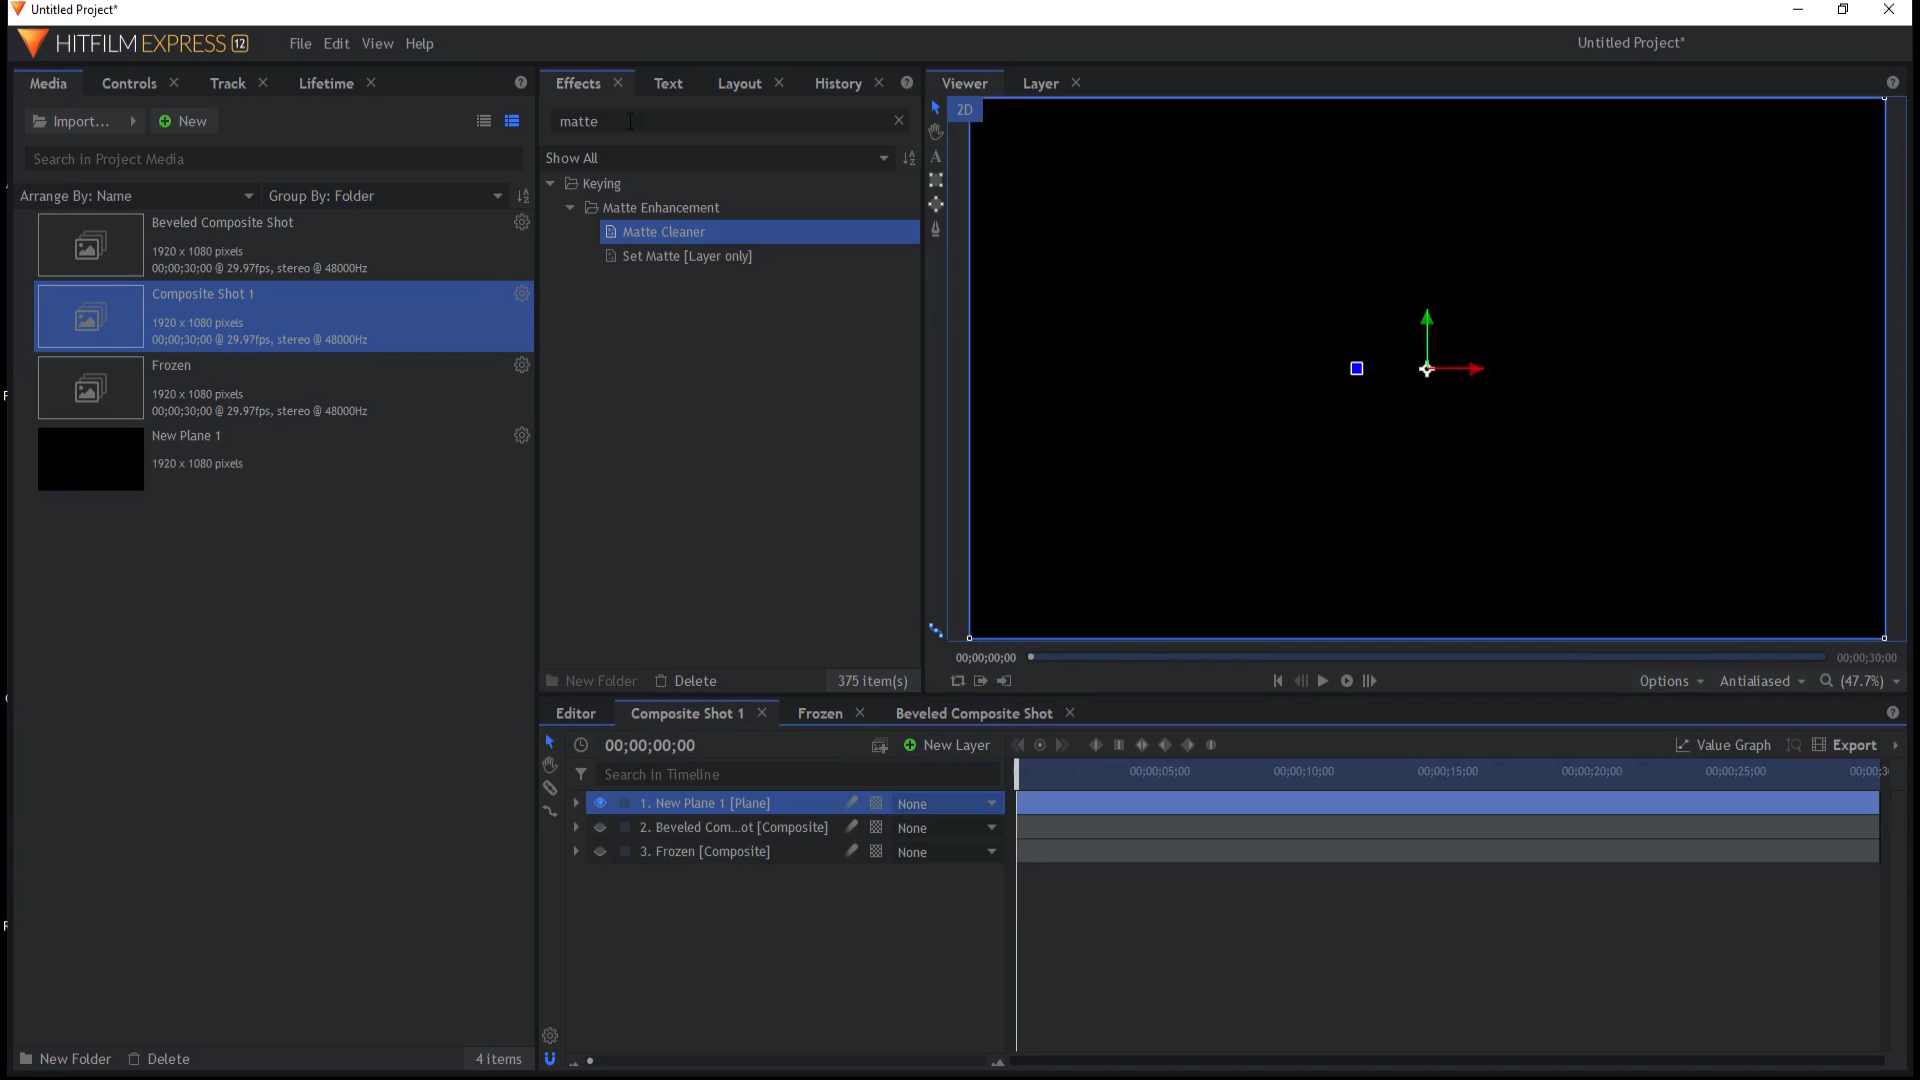 Untitled Project*
HITFILM EXPRESS 12
File Edit View Help
Untitled Project*
Media Controls Track Lifetime
Effects Text Layout History
Viewer Layer
Import... New
matte
2D
Search in Project Media
Show All
Arrange By: Name Group By: Folder
Keying
Matte Enhancement
Matte Cleaner
Set Matte [Layer only]
Beveled Composite Shot
1920 x 1080 pixels
00;00;30;00 @ 29.97fps, stereo @ 48000Hz
Composite Shot 1
1920 x 1080 pixels
00;00;30;00 @ 29.97fps, stereo @ 48000Hz
Frozen
1920 x 1080 pixels
00;00;30;00 @ 29.97fps, stereo @ 48000Hz
New Plane 1
1920 x 1080 pixels
00;00;00;00 00;00;30;00
New Folder Delete 375 item(s)
Options Antialiased (47.7%)
Editor Composite Shot 1 Frozen Beveled Composite Shot
00;00;00;00 New Layer Value Graph Export
Search in Timeline
00;00;05;00 00;00;10;00 00;00;15;00 00;00;20;00 00;00;25;00 00;00;3
1. New Plane 1 [Plane] None
2. Beveled Com...ot [Composite] None
3. Frozen [Composite] None
New Folder Delete 4 items